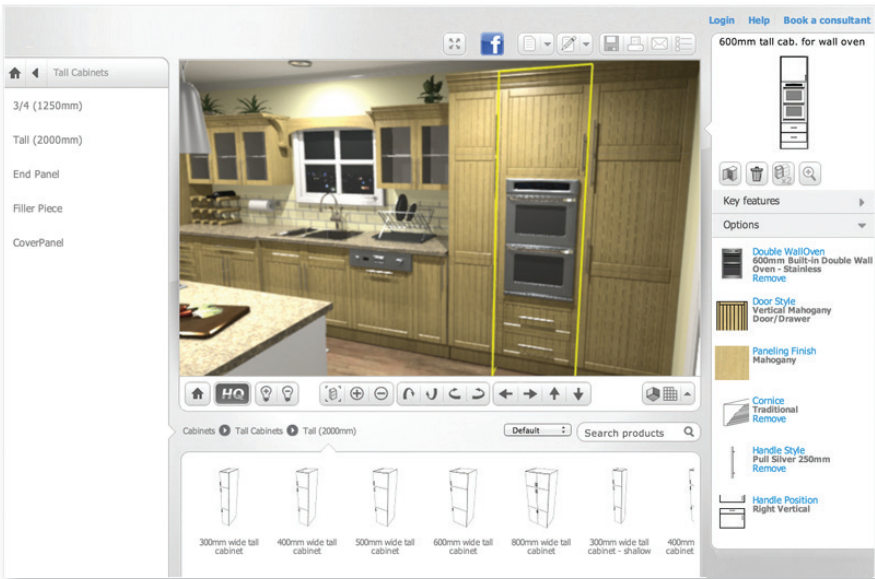 Login Help Book a consultant
f
600mm tall cab. for wall oven
Tall Cabinets
3/4 (1250mm)
Tall (2000mm)
End Panel
Filler Piece
CoverPanel
x2
Key features
Options
Double WallOven
600mm Built-in Double Wall
Oven - Stainless
Remove
Door Style
Vertical Mahogany
Door/Drawer
Paneling Finish
Mahogany
Cornice
Traditional
Remove
Handle Style
Pull Silver 250mm
Remove
Handle Position
Right Vertical
HQ
Cabinets Tall Cabinets Tall (2000mm)
Default
Search products
300mm wide tall
cabinet
400mm wide tall
cabinet
500mm wide tall
cabinet
600mm wide tall
cabinet
800mm wide tall
cabinet
300mm wide tall
cabinet - shallow
400mm
cabinet